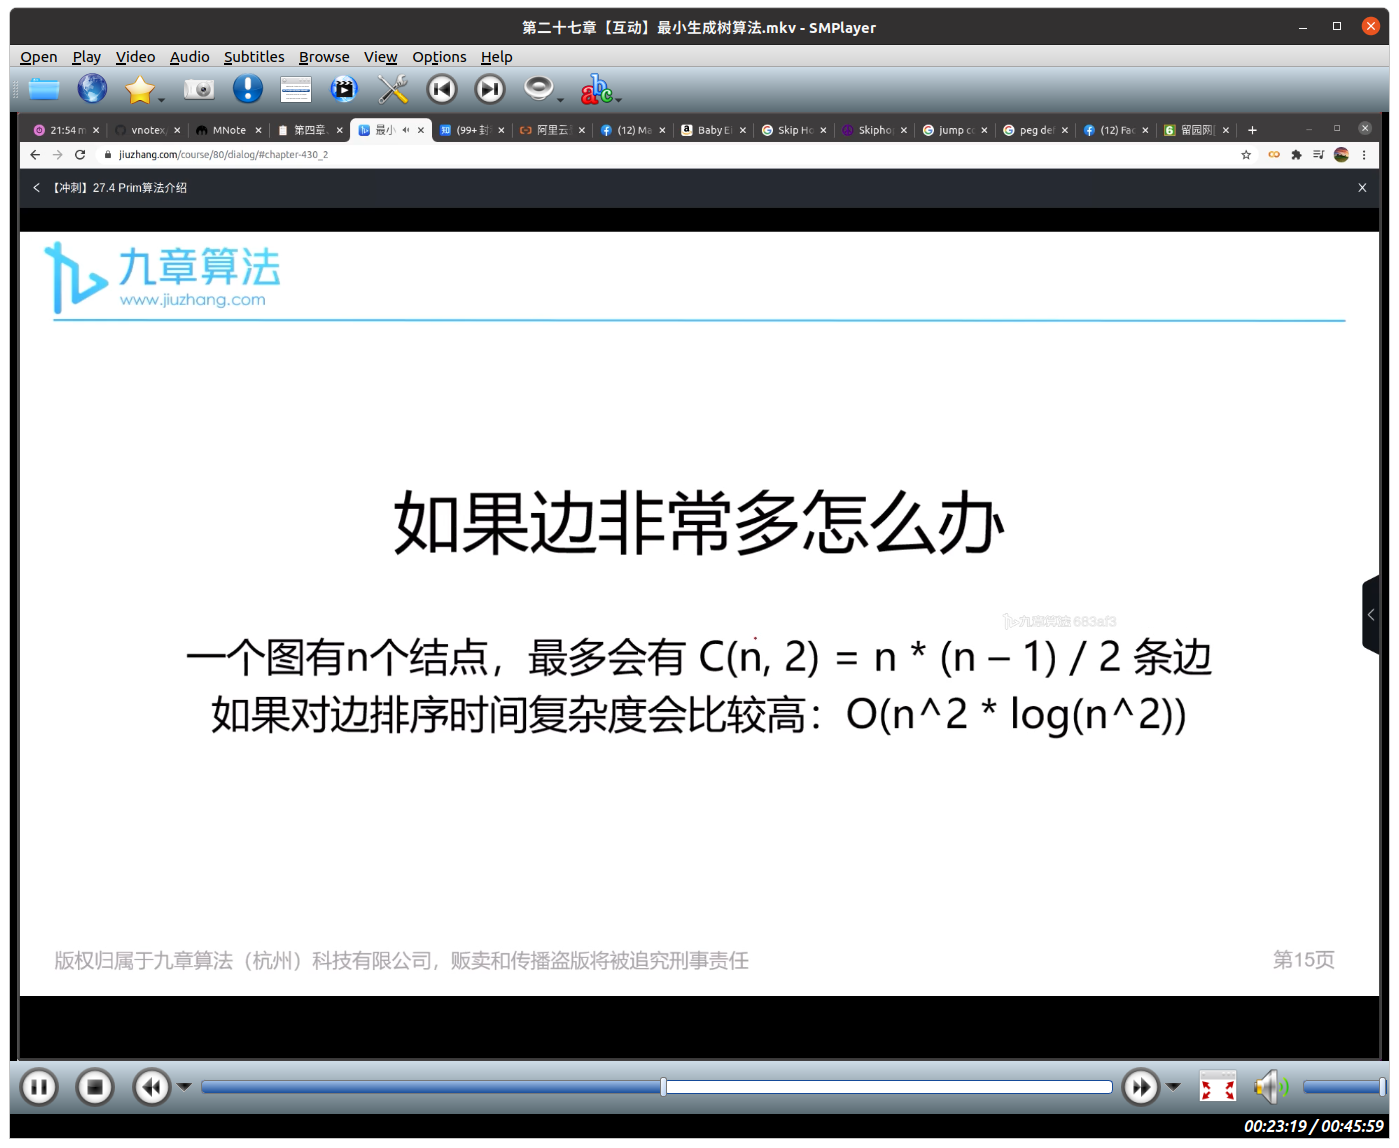 第二十七章【互动】最小生成树算法.mkv - SMPlayer
Open Play Video Audio Subtitles Browse View Options Help
21:54 m vnotex, MNote 第四章、 最小 (99+ 封 阿里云 (12) Ma Baby Ei Skip Ho Skipho jump co peg del (12) Fac 留园网
jiuzhang.com/course/80/dialog/#chapter-430_2
【冲刺】27.4 Prim算法介绍
九章算法
www.jiuzhang.com
如果边非常多怎么办
九章算法 683af3
一个图有n个结点，最多会有 C(n, 2) = n * (n – 1) / 2 条边
如果对边排序时间复杂度会比较高：O(n^2 * log(n^2))
版权归属于九章算法（杭州）科技有限公司，贩卖和传播盗版将被追究刑事责任
第15页
00:23:19 / 00:45:59